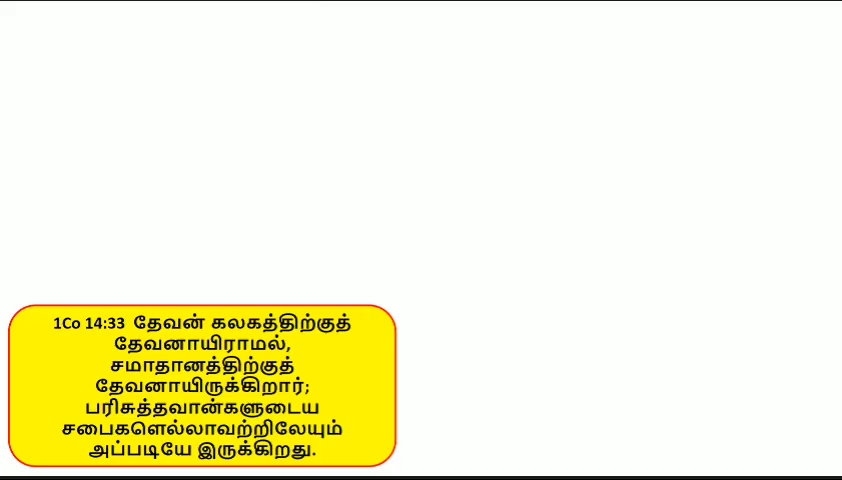 1Co 14:33 தேவன் கலகத்திற்குத்
தேவனாயிராமல்,
சமாதானத்திற்குத்
தேவனாயிருக்கிறார்;
பரிசுத்தவான்களுடைய
சபைகளெல்லாவற்றிலேயும்
அப்படியே இருக்கிறது.